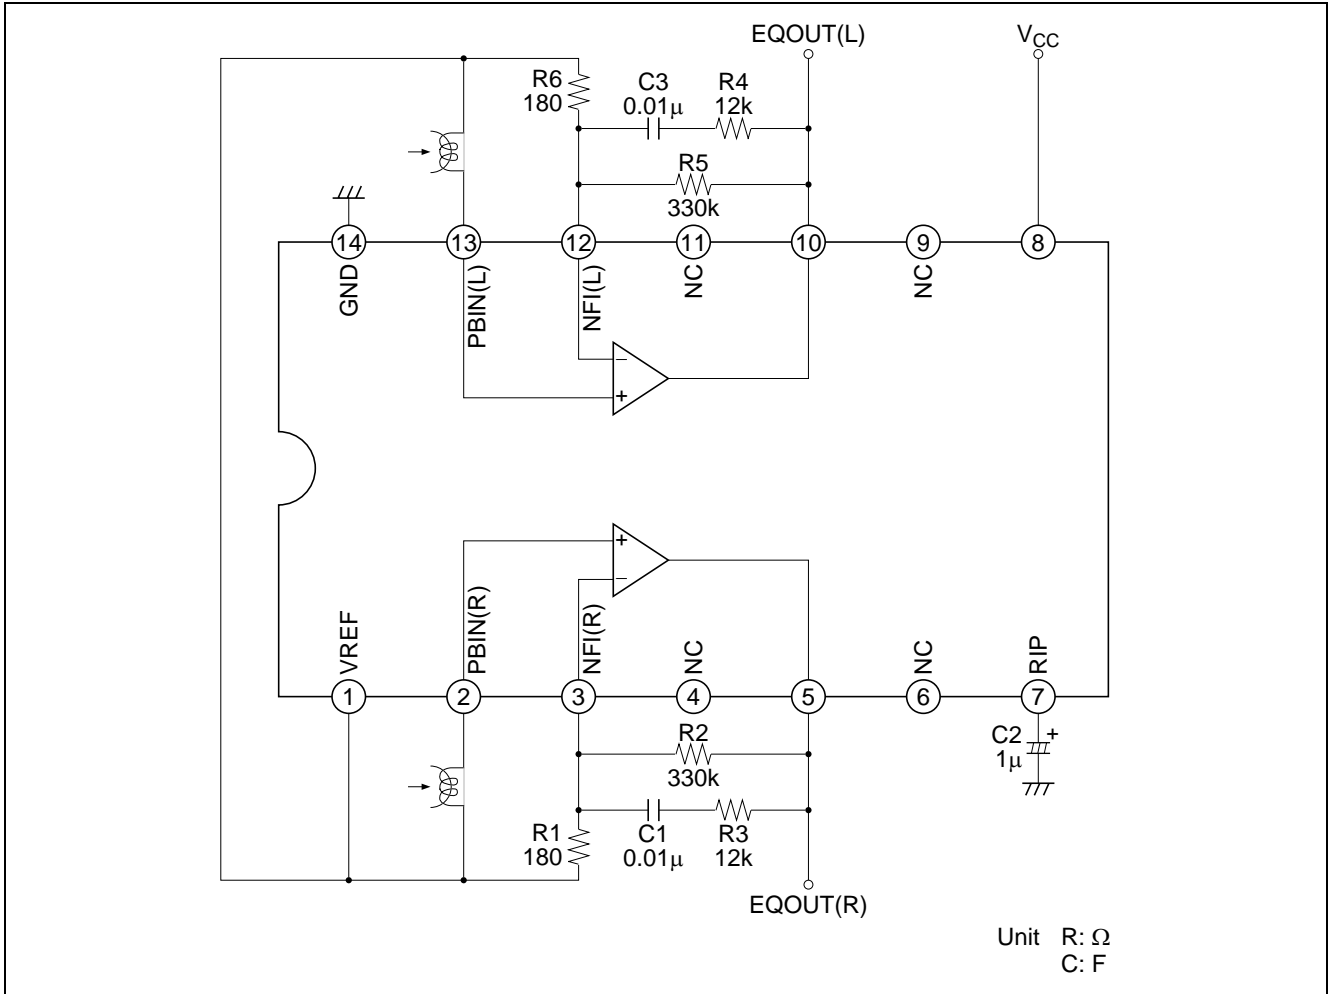 EQOUT(L)
VCC
R6
180
C3
0.01μ
R4
12k
R5
330k
14
13
12
11
10
9
8
GND
PBIN(L)
NFI(L)
NC
NC
−
+
+
−
VREF
PBIN(R)
NFI(R)
NC
NC
RIP
1
2
3
4
5
6
7
R2
330k
C2
1μ
+
R1
180
C1
0.01μ
R3
12k
EQOUT(R)
Unit R: Ω
C: F